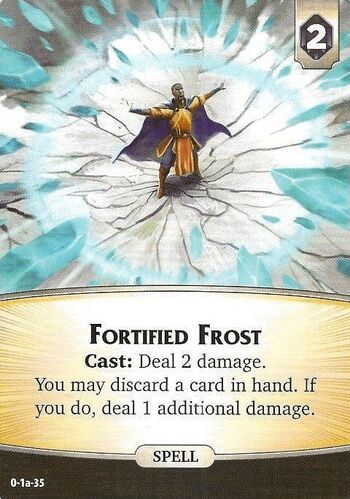 2
FORTIFIED FROST
Cast: Deal 2 damage.
You may discard a card in hand. If
you do, deal 1 additional damage.
SPELL
0-1a-35